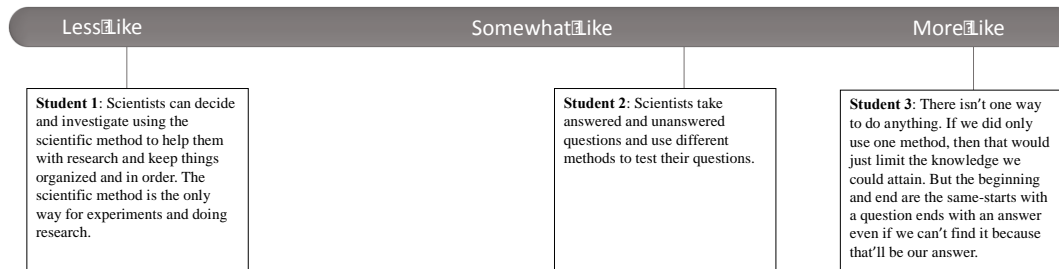 Less Like
Somewhat Like
More Like
Student 1: Scientists can decide
and investigate using the
scientific method to help them
with research and keep things
organized and in order. The
scientific method is the only
way for experiments and doing
research.
Student 2: Scientists take
answered and unanswered
questions and use different
methods to test their questions.
Student 3: There isn't one way
to do anything. If we did only
use one method, then that would
just limit the knowledge we
could attain. But the beginning
and end are the same-starts with
a question ends with an answer
even if we can't find it because
that'll be our answer.